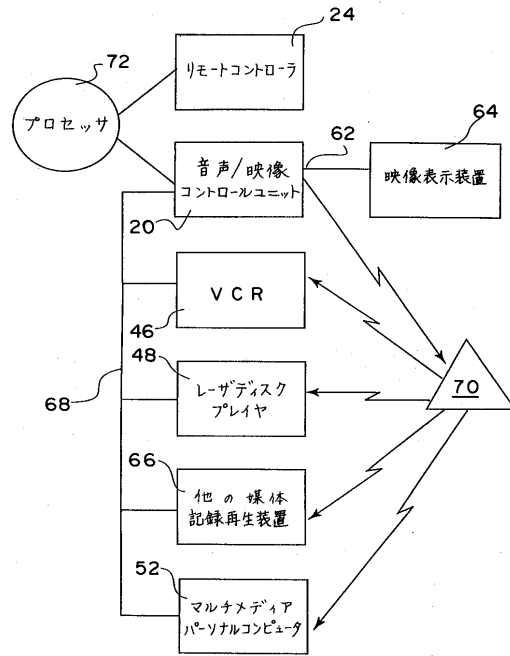 24
72
リモートコントローラ
プロセッサ
62
64
音声/映像
コントロールユニット
映像表示装置
20
VCR
46
48
レーザディスク
プレイヤ
70
68
66
他の媒体
記録再生装置
52
マルチメディア
パーソナルコンピュータ